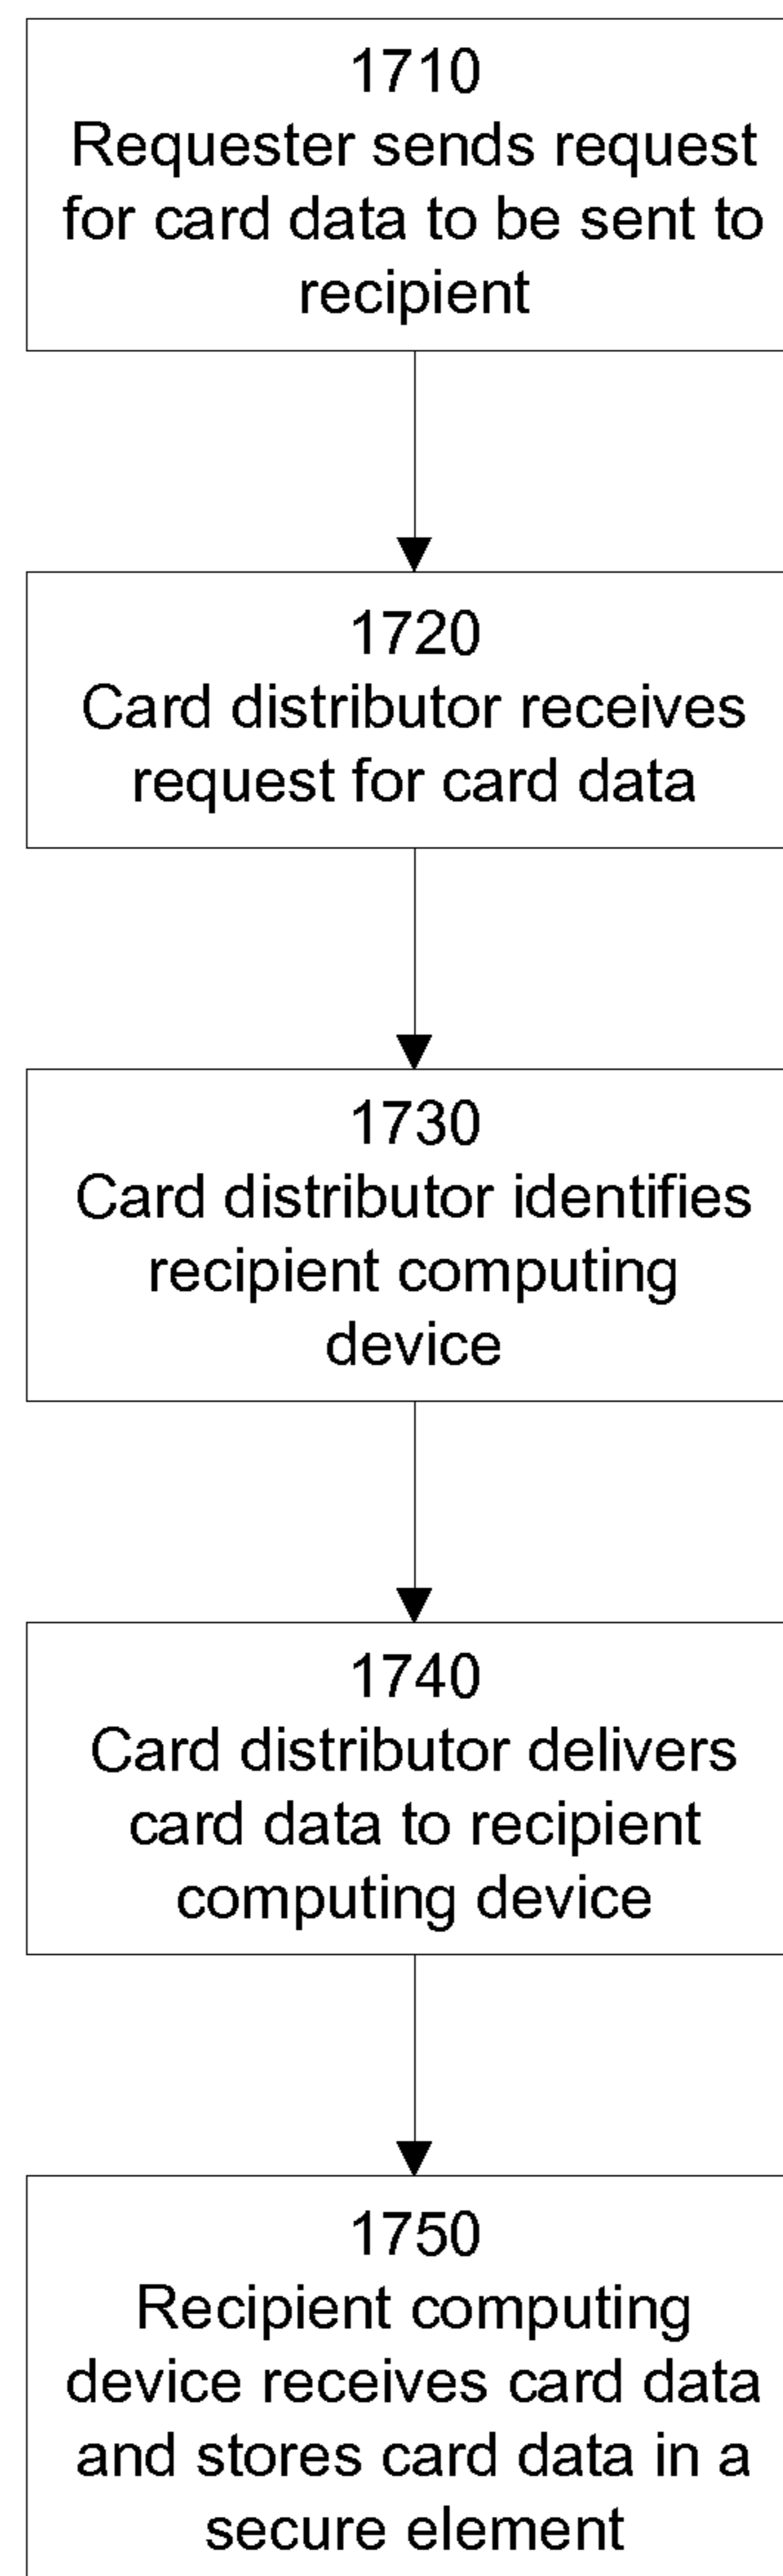 1710
Requester sends request
for card data to be sent to
recipient
1720
Card distributor receives
request for card data
1730
Card distributor identifies
recipient computing
device
1740
Card distributor delivers
card data to recipient
computing device
1750
Recipient computing
device receives card data
and stores card data in a
secure element